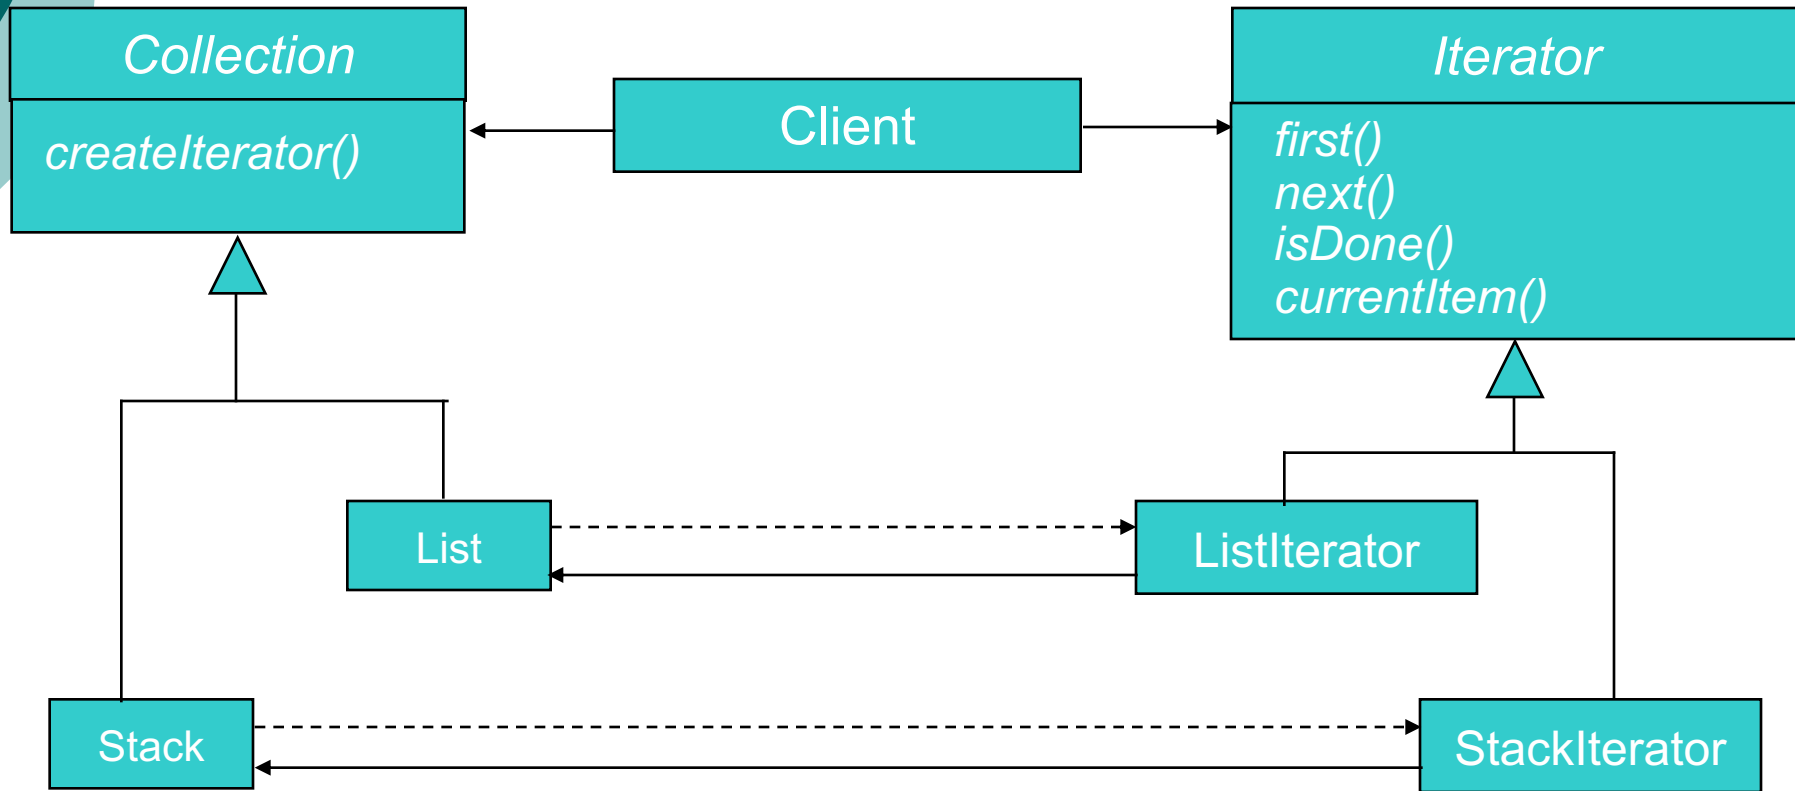 Collection
createIterator()
Client
Iterator
first()
next()
isDone()
currentItem()
List
ListIterator
Stack
StackIterator